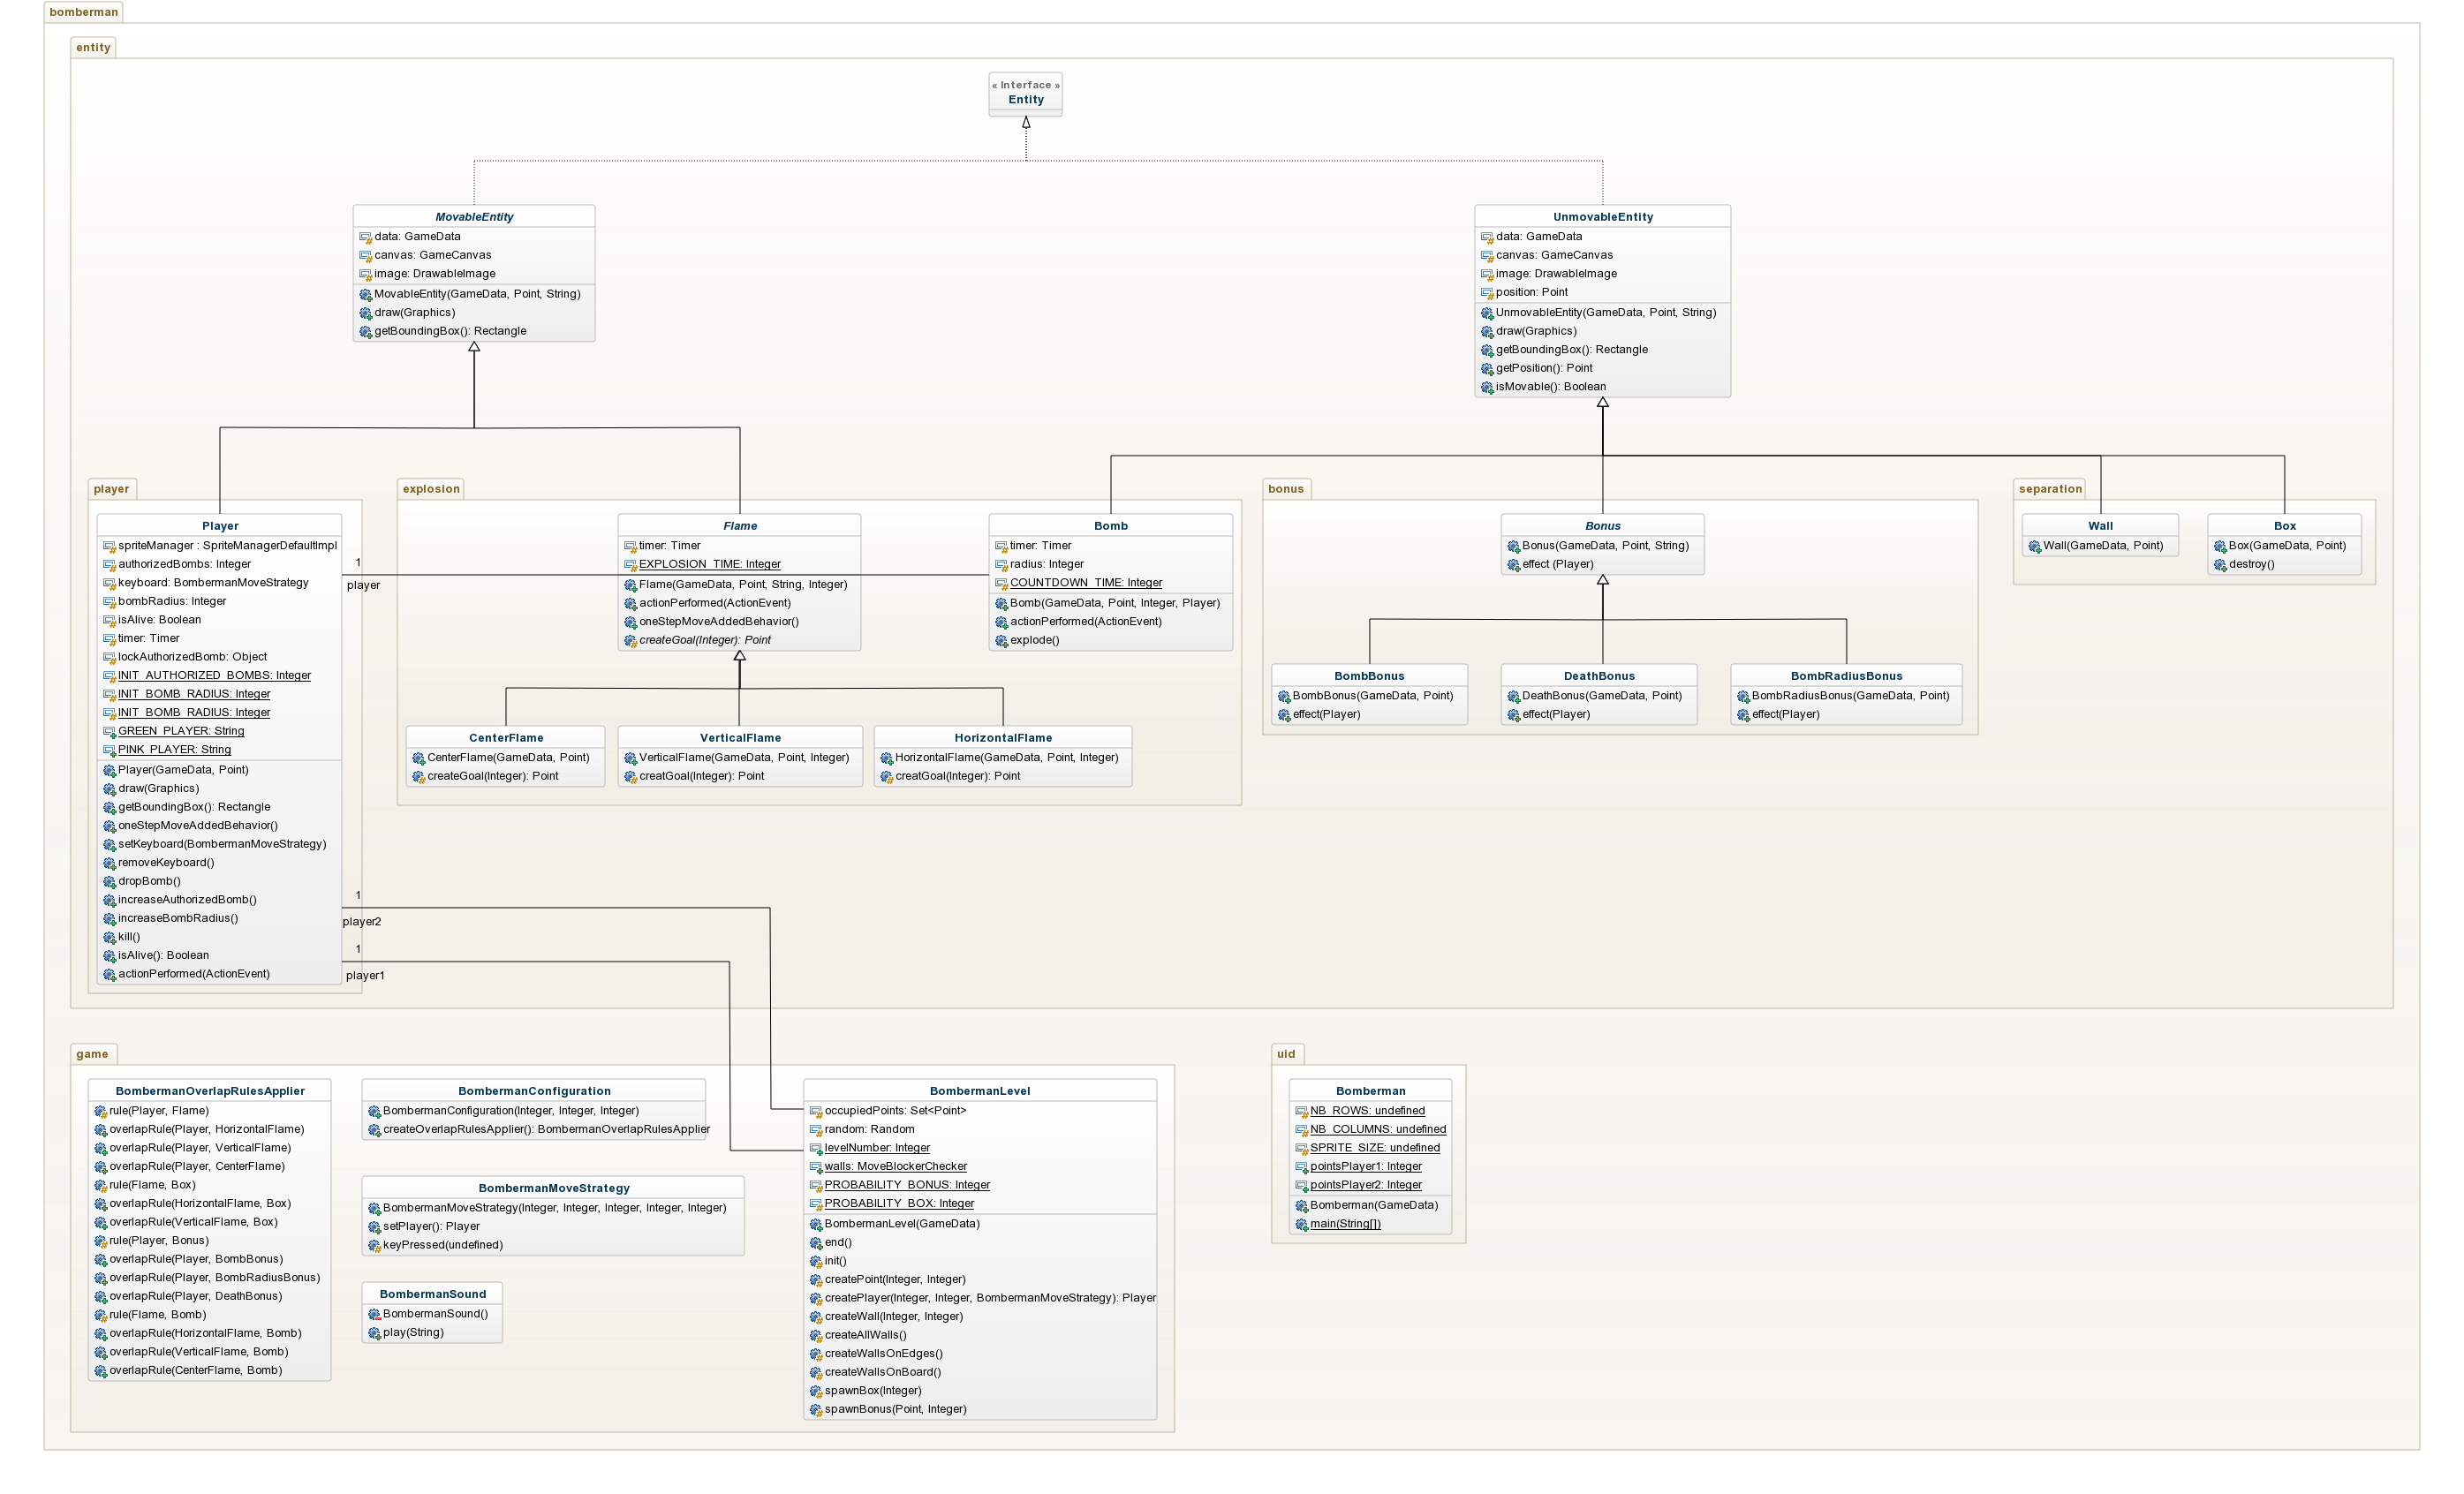 bomberman
entity
« Interface »
Entity
MovableEntity
data: GameData
canvas: GameCanvas
image: DrawableImage
MovableEntity(GameData, Point, String)
draw(Graphics)
getBoundingBox(): Rectangle
UnmovableEntity
data: GameData
canvas: GameCanvas
image: DrawableImage
position: Point
UnmovableEntity(GameData, Point, String)
draw(Graphics)
getBoundingBox(): Rectangle
getPosition(): Point
isMovable(): Boolean
player
Player
spriteManager : SpriteManagerDefaultImpl
authorizedBombs: Integer
keyboard: BombermanMoveStrategy
bombRadius: Integer
isAlive: Boolean
timer: Timer
lockAuthorizedBomb: Object
INIT_AUTHORIZED_BOMBS: Integer
INIT_BOMB_RADIUS: Integer
INIT_BOMB_RADIUS: Integer
GREEN_PLAYER: String
PINK_PLAYER: String
Player(GameData, Point)
draw(Graphics)
getBoundingBox(): Rectangle
oneStepMoveAddedBehavior()
setKeyboard(BombermanMoveStrategy)
removeKeyboard()
dropBomb()
increaseAuthorizedBomb()
increaseBombRadius()
kill()
isAlive(): Boolean
actionPerformed(ActionEvent)
1
player
1
player2
1
player1
explosion
Flame
timer: Timer
EXPLOSION_TIME: Integer
Flame(GameData, Point, String, Integer)
actionPerformed(ActionEvent)
oneStepMoveAddedBehavior()
createGoal(Integer): Point
Bomb
timer: Timer
radius: Integer
COUNTDOWN_TIME: Integer
Bomb(GameData, Point, Integer, Player)
actionPerformed(ActionEvent)
explode()
CenterFlame
CenterFlame(GameData, Point)
createGoal(Integer): Point
VerticalFlame
VerticalFlame(GameData, Point, Integer)
creatGoal(Integer): Point
HorizontalFlame
HorizontalFlame(GameData, Point, Integer)
creatGoal(Integer): Point
bonus
Bonus
Bonus(GameData, Point, String)
effect (Player)
BombBonus
BombBonus(GameData, Point)
effect(Player)
DeathBonus
DeathBonus(GameData, Point)
effect(Player)
BombRadiusBonus
BombRadiusBonus(GameData, Point)
effect(Player)
separation
Wall
Wall(GameData, Point)
Box
Box(GameData, Point)
destroy()
game
BombermanOverlapRulesApplier
rule(Player, Flame)
overlapRule(Player, HorizontalFlame)
overlapRule(Player, VerticalFlame)
overlapRule(Player, CenterFlame)
rule(Flame, Box)
overlapRule(HorizontalFlame, Box)
overlapRule(VerticalFlame, Box)
rule(Player, Bonus)
overlapRule(Player, BombBonus)
overlapRule(Player, BombRadiusBonus)
overlapRule(Player, DeathBonus)
rule(Flame, Bomb)
overlapRule(HorizontalFlame, Bomb)
overlapRule(VerticalFlame, Bomb)
overlapRule(CenterFlame, Bomb)
BombermanConfiguration
BombermanConfiguration(Integer, Integer, Integer)
createOverlapRulesApplier(): BombermanOverlapRulesApplier
BombermanMoveStrategy
BombermanMoveStrategy(Integer, Integer, Integer, Integer, Integer)
setPlayer(): Player
keyPressed(undefined)
BombermanSound
BombermanSound()
play(String)
BombermanLevel
occupiedPoints: Set<Point>
random: Random
levelNumber: Integer
walls: MoveBlockerChecker
PROBABILITY_BONUS: Integer
PROBABILITY_BOX: Integer
BombermanLevel(GameData)
end()
init()
createPoint(Integer, Integer)
createPlayer(Integer, Integer, BombermanMoveStrategy): Player
createWall(Integer, Integer)
createAllWalls()
createWallsOnEdges()
createWallsOnBoard()
spawnBox(Integer)
spawnBonus(Point, Integer)
uid
Bomberman
NB_ROWS: undefined
NB_COLUMNS: undefined
SPRITE_SIZE: undefined
pointsPlayer1: Integer
pointsPlayer2: Integer
Bomberman(GameData)
main(String[])